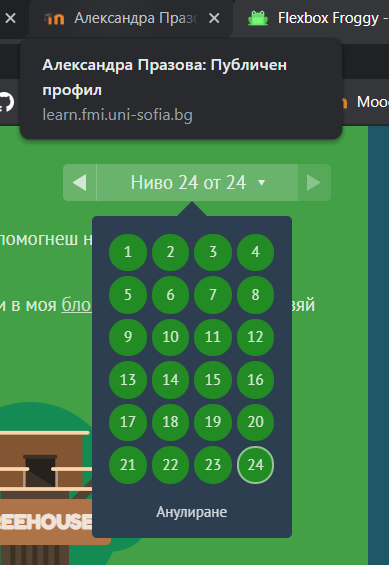 Александра Празо
Flexbox Froggy -
Александра Празова: Публичен
профил
learn.fmi.uni-sofia.bg
Moo
Ниво 24 от 24
помогнеш н
и в моя бло вяй
1 2 3 4
5 6 7 8
9 10 11 12
13 14 15 16
17 18 19 20
21 22 23 24
REEHOUSE
Анулиране